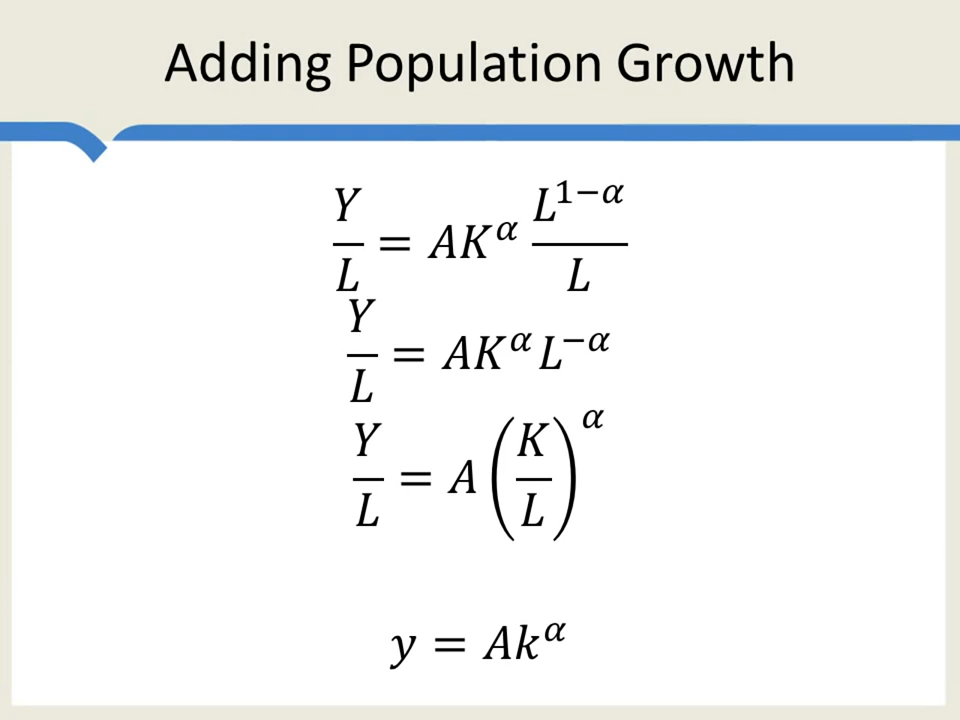 Adding Population Growth
Y/L = AK^α L^{1−α}/L
Y/L = AK^α L^{−α}
Y/L = A(K/L)^α
y = Ak^α